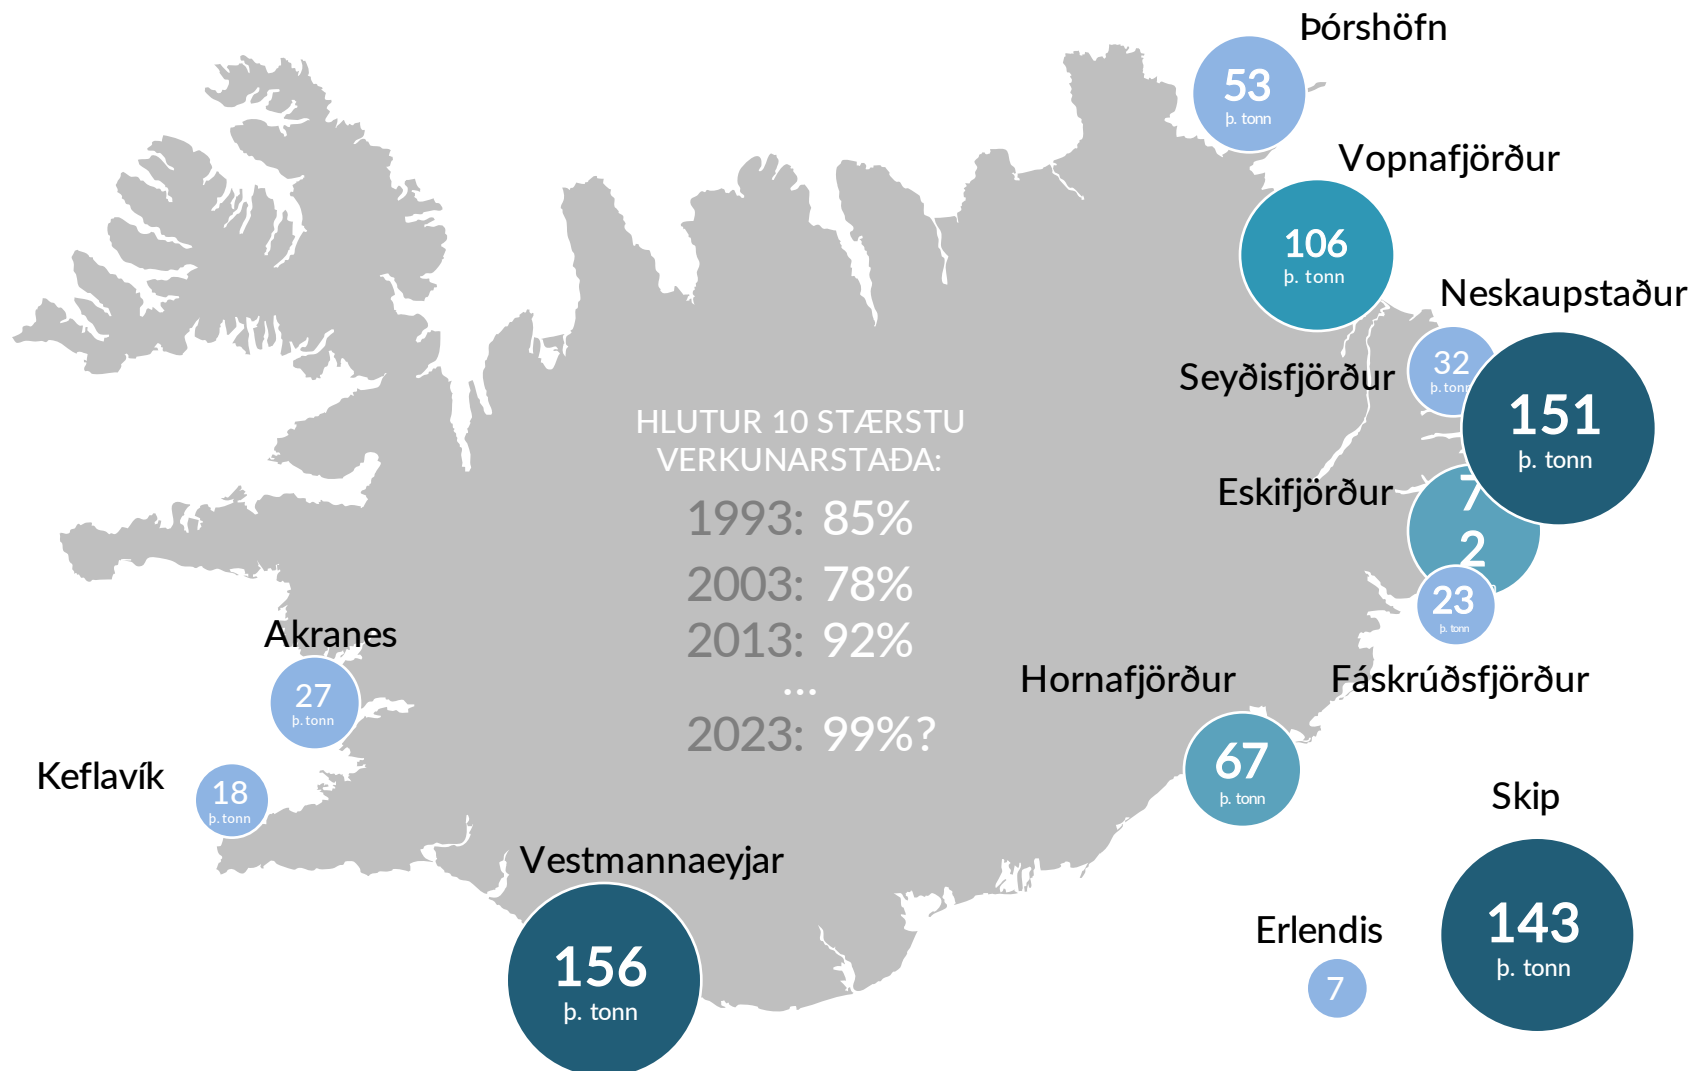 Þórshöfn
53
þ. tonn
Vopnafjörður
106
þ. tonn
Neskaupstaður
151
þ. tonn
Seyðisfjörður
32
þ. tonn
Eskifjörður
7
2
23
þ. tonn
Fáskrúðsfjörður
Hornafjörður
67
þ. tonn
HLUTUR 10 STÆRSTU
VERKUNARSTAÐA:
1993: 85%
2003: 78%
2013: 92%
...
2023: 99%?
Akranes
27
þ. tonn
Keflavík
18
þ. tonn
Vestmannaeyjar
156
þ. tonn
Skip
143
þ. tonn
Erlendis
7